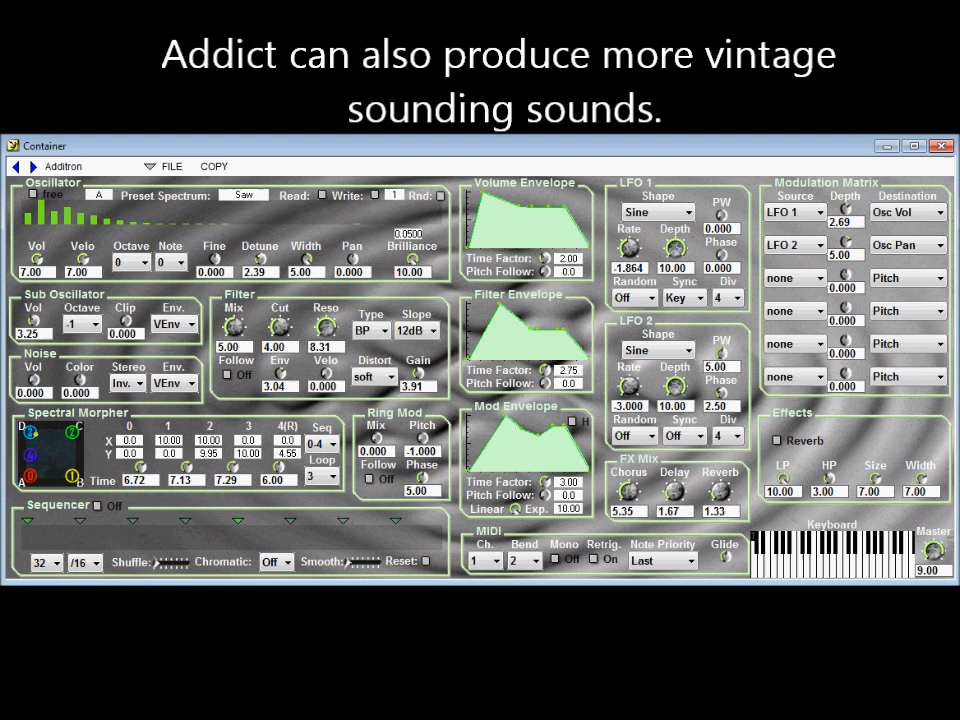 Addict can also produce more vintage
sounding sounds.
Container
Additron FILE COPY
Oscillator
free A Preset Spectrum: Saw Read: Write: 1 Rnd:
0.0500
Vol Velo Octave Note Fine Detune Width Pan Brilliance
7.00 7.00 0 0 0.000 2.39 5.00 0.000 10.00
Sub Oscillator
Vol Octave Clip Env.
3.25 -1 0.000 VEnv
Noise
Vol Color Stereo Env.
0.000 0.000 Inv. VEnv
Filter
Mix Cut Reso Type Slope
5.00 4.00 8.31 BP 12dB
Follow Env Velo Distort Gain
Off 3.04 0.000 soft 3.91
Spectral Morpher
D C
2 2 4 0 1
A B
0 1 2 3 4(R) Seq
X 0.0 10.00 10.00 0.0 0.0 0-4
Y 0.0 0.0 9.95 10.00 4.55 Loop
Time 6.72 7.13 7.29 6.00 3
Ring Mod
Mix Pitch
0.000 -1.000
Follow Phase
Off 5.00
Sequencer Off
32 /16 Shuffle: Chromatic: Off Smooth: Reset:
Volume Envelope
Time Factor: 2.00
Pitch Follow: 0.0
Filter Envelope
Time Factor: 2.75
Pitch Follow: 0.0
Mod Envelope
H
Time Factor: 3.00
Pitch Follow: 0.0
Linear Exp. 10.00
LFO 1
Shape PW
Sine 0.000
Rate Depth Phase
-1.864 10.00 0.000
Random Sync Div
Off Key 4
LFO 2
Shape PW
Sine 5.00
Rate Depth Phase
-3.000 10.00 2.50
Random Sync Div
Off Off 4
FX Mix
Chorus Delay Reverb
5.35 1.67 1.33
MIDI
Ch. Bend Mono Retrig. Note Priority Glide
1 2 Off On Last
Modulation Matrix
Source Depth Destination
LFO 1 2.69 Osc Vol
LFO 2 5.00 Osc Pan
none 0.000 Pitch
none 0.000 Pitch
none 0.000 Pitch
none 0.000 Pitch
Effects
Reverb
LP HP Size Width
10.00 3.00 7.00 7.00
Keyboard
Master
9.00